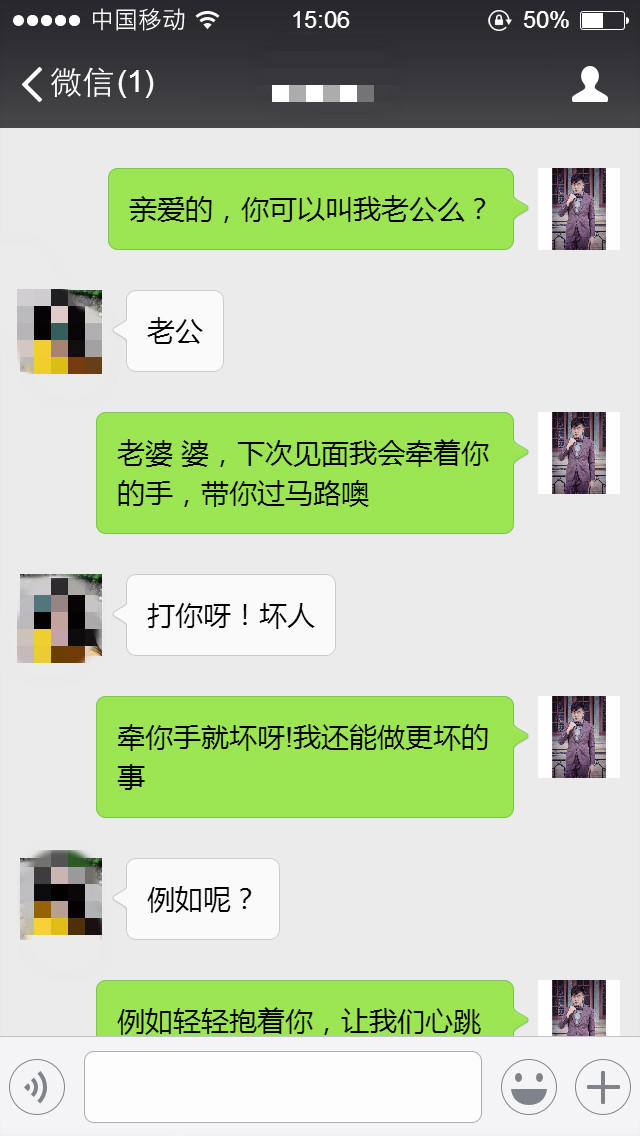 中国移动 15:06 50%
微信(1)
亲爱的，你可以叫我老公么？
老公
老婆 婆，下次见面我会牵着你
的手，带你过马路噢
打你呀！坏人
牵你手就坏呀!我还能做更坏的
事
例如呢？
例如轻轻抱着你，让我们心跳